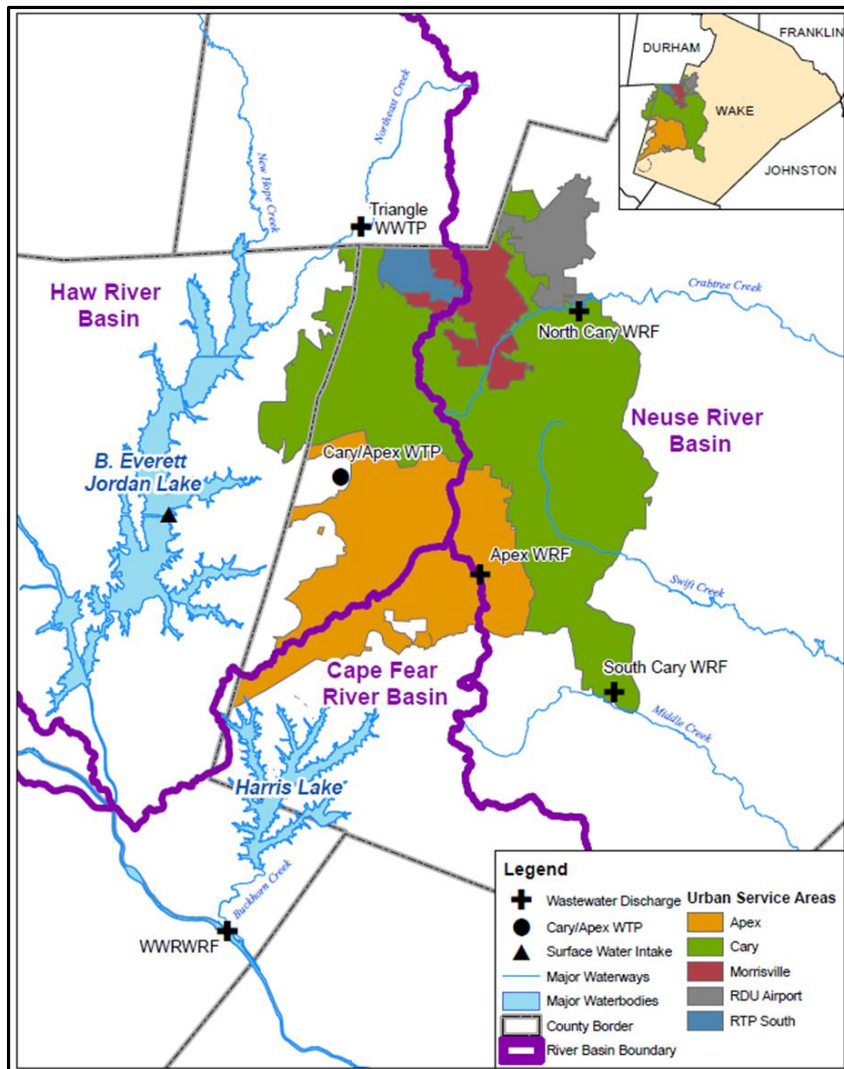 FRANKLIN
DURHAM
WAKE
JOHNSTON
Northeast Creek
New Hope Creek
Triangle
WWTP
Haw River
Basin
Crabtree Creek
North Cary WRF
Neuse River
Basin
Cary/Apex WTP
B. Everett
Jordan Lake
Apex WRF
Swift Creek
South Cary WRF
Cape Fear
River Basin
Middle Creek
Harris Lake
Buckhorn Creek
WWRWRF
Legend
Wastewater Discharge
Cary/Apex WTP
Surface Water Intake
Major Waterways
Major Waterbodies
County Border
River Basin Boundary
Urban Service Areas
Apex
Cary
Morrisville
RDU Airport
RTP South